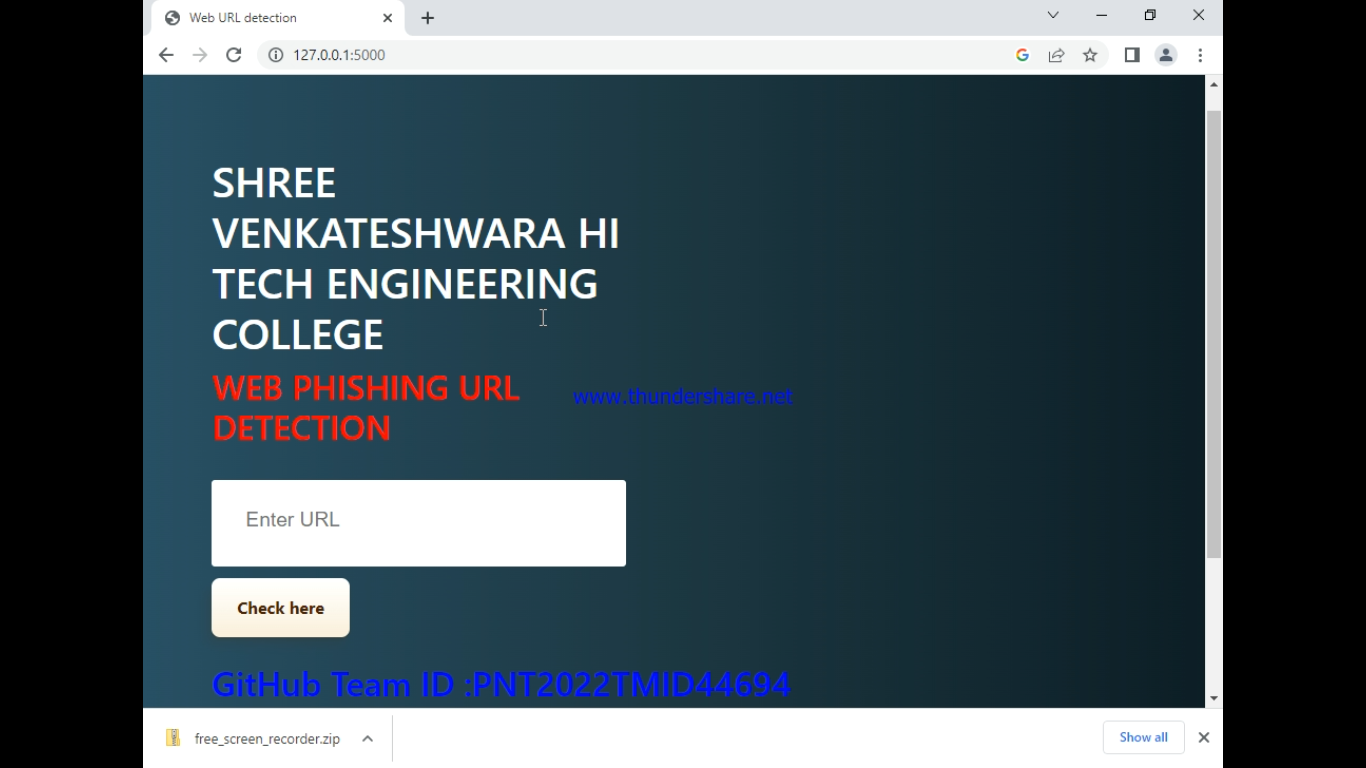 Web URL detection
127.0.0.1:5000
SHREE
VENKATESHWARA HI
TECH ENGINEERING
COLLEGE
WEB PHISHING URL
DETECTION
www.thundershare.net
Enter URL
Check here
GitHub Team ID :PNT2022TMID44694
free_screen_recorder.zip
Show all